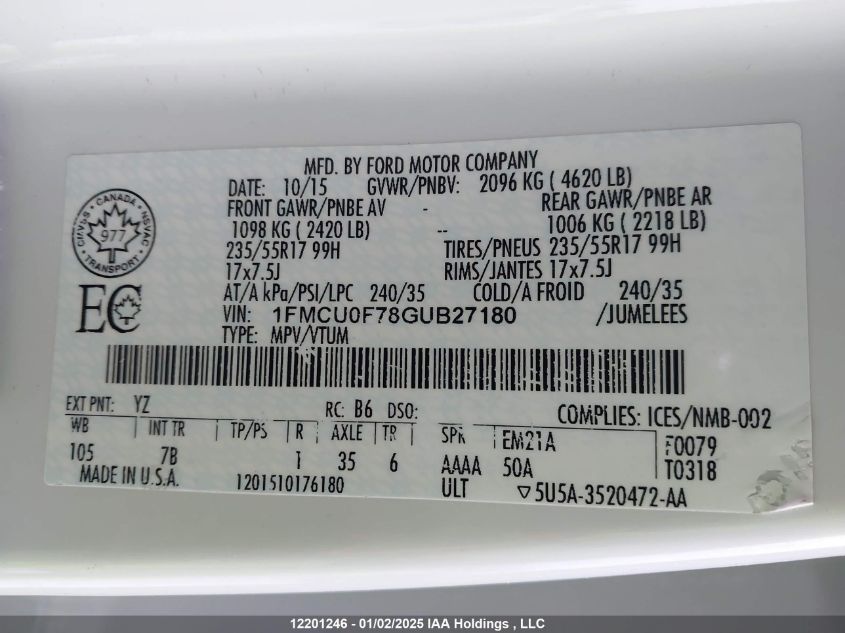 MFD. BY FORD MOTOR COMPANY
DATE: 10/15 GVWR/PNBV: 2096 KG ( 4620 LB)
FRONT GAWR/PNBE AV - REAR GAWR/PNBE AR
1098 KG ( 2420 LB) -- 1006 KG ( 2218 LB)
235/55R17 99H TIRES/PNEUS 235/55R17 99H
17x7.5J RIMS/JANTES 17x7.5J
AT/A kPa/PSI/LPC 240/35 COLD/A FROID 240/35
VIN: 1FMCU0F78GUB27180 /JUMELEES
TYPE: MPV/VTUM
CANADA
CMVSS NSVAC
977
TRANSPORT
EC
EXT PNT: YZ RC: B6 DSO: COMPLIES: ICES/NMB-002
WB | INT TR | TP/PS | R | AXLE | TR | SPR EM21A F0079
105 7B 1 35 6 AAAA 50A T0318
MADE IN U.S.A. 1201510176180 ULT ▽5U5A-3520472-AA
12201246 - 01/02/2025 IAA Holdings , LLC